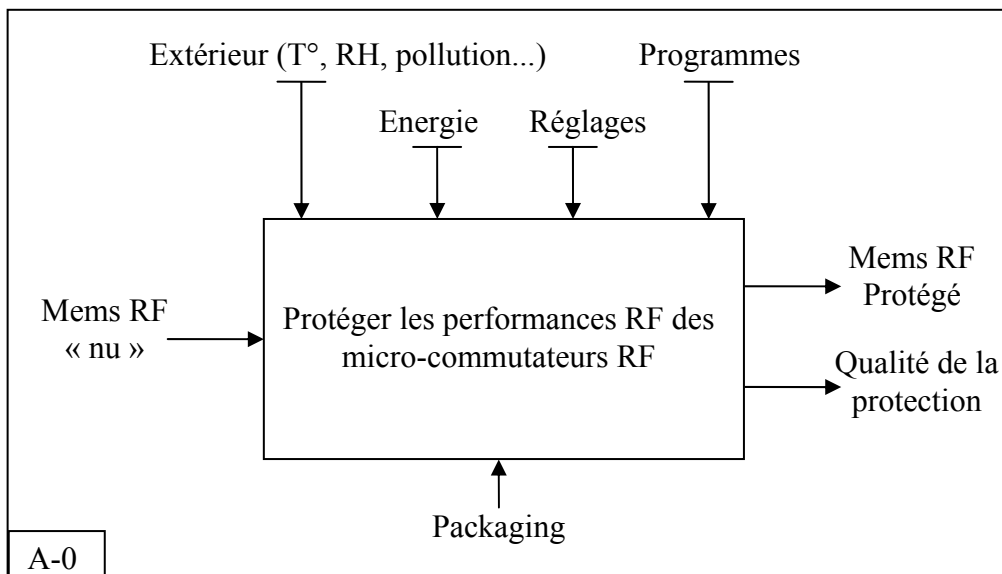 Extérieur (T°, RH, pollution...)
Programmes
Energie
Réglages
Mems RF
« nu »
Protéger les performances RF des
micro-commutateurs RF
Mems RF
Protégé
Qualité de la
protection
Packaging
A-0